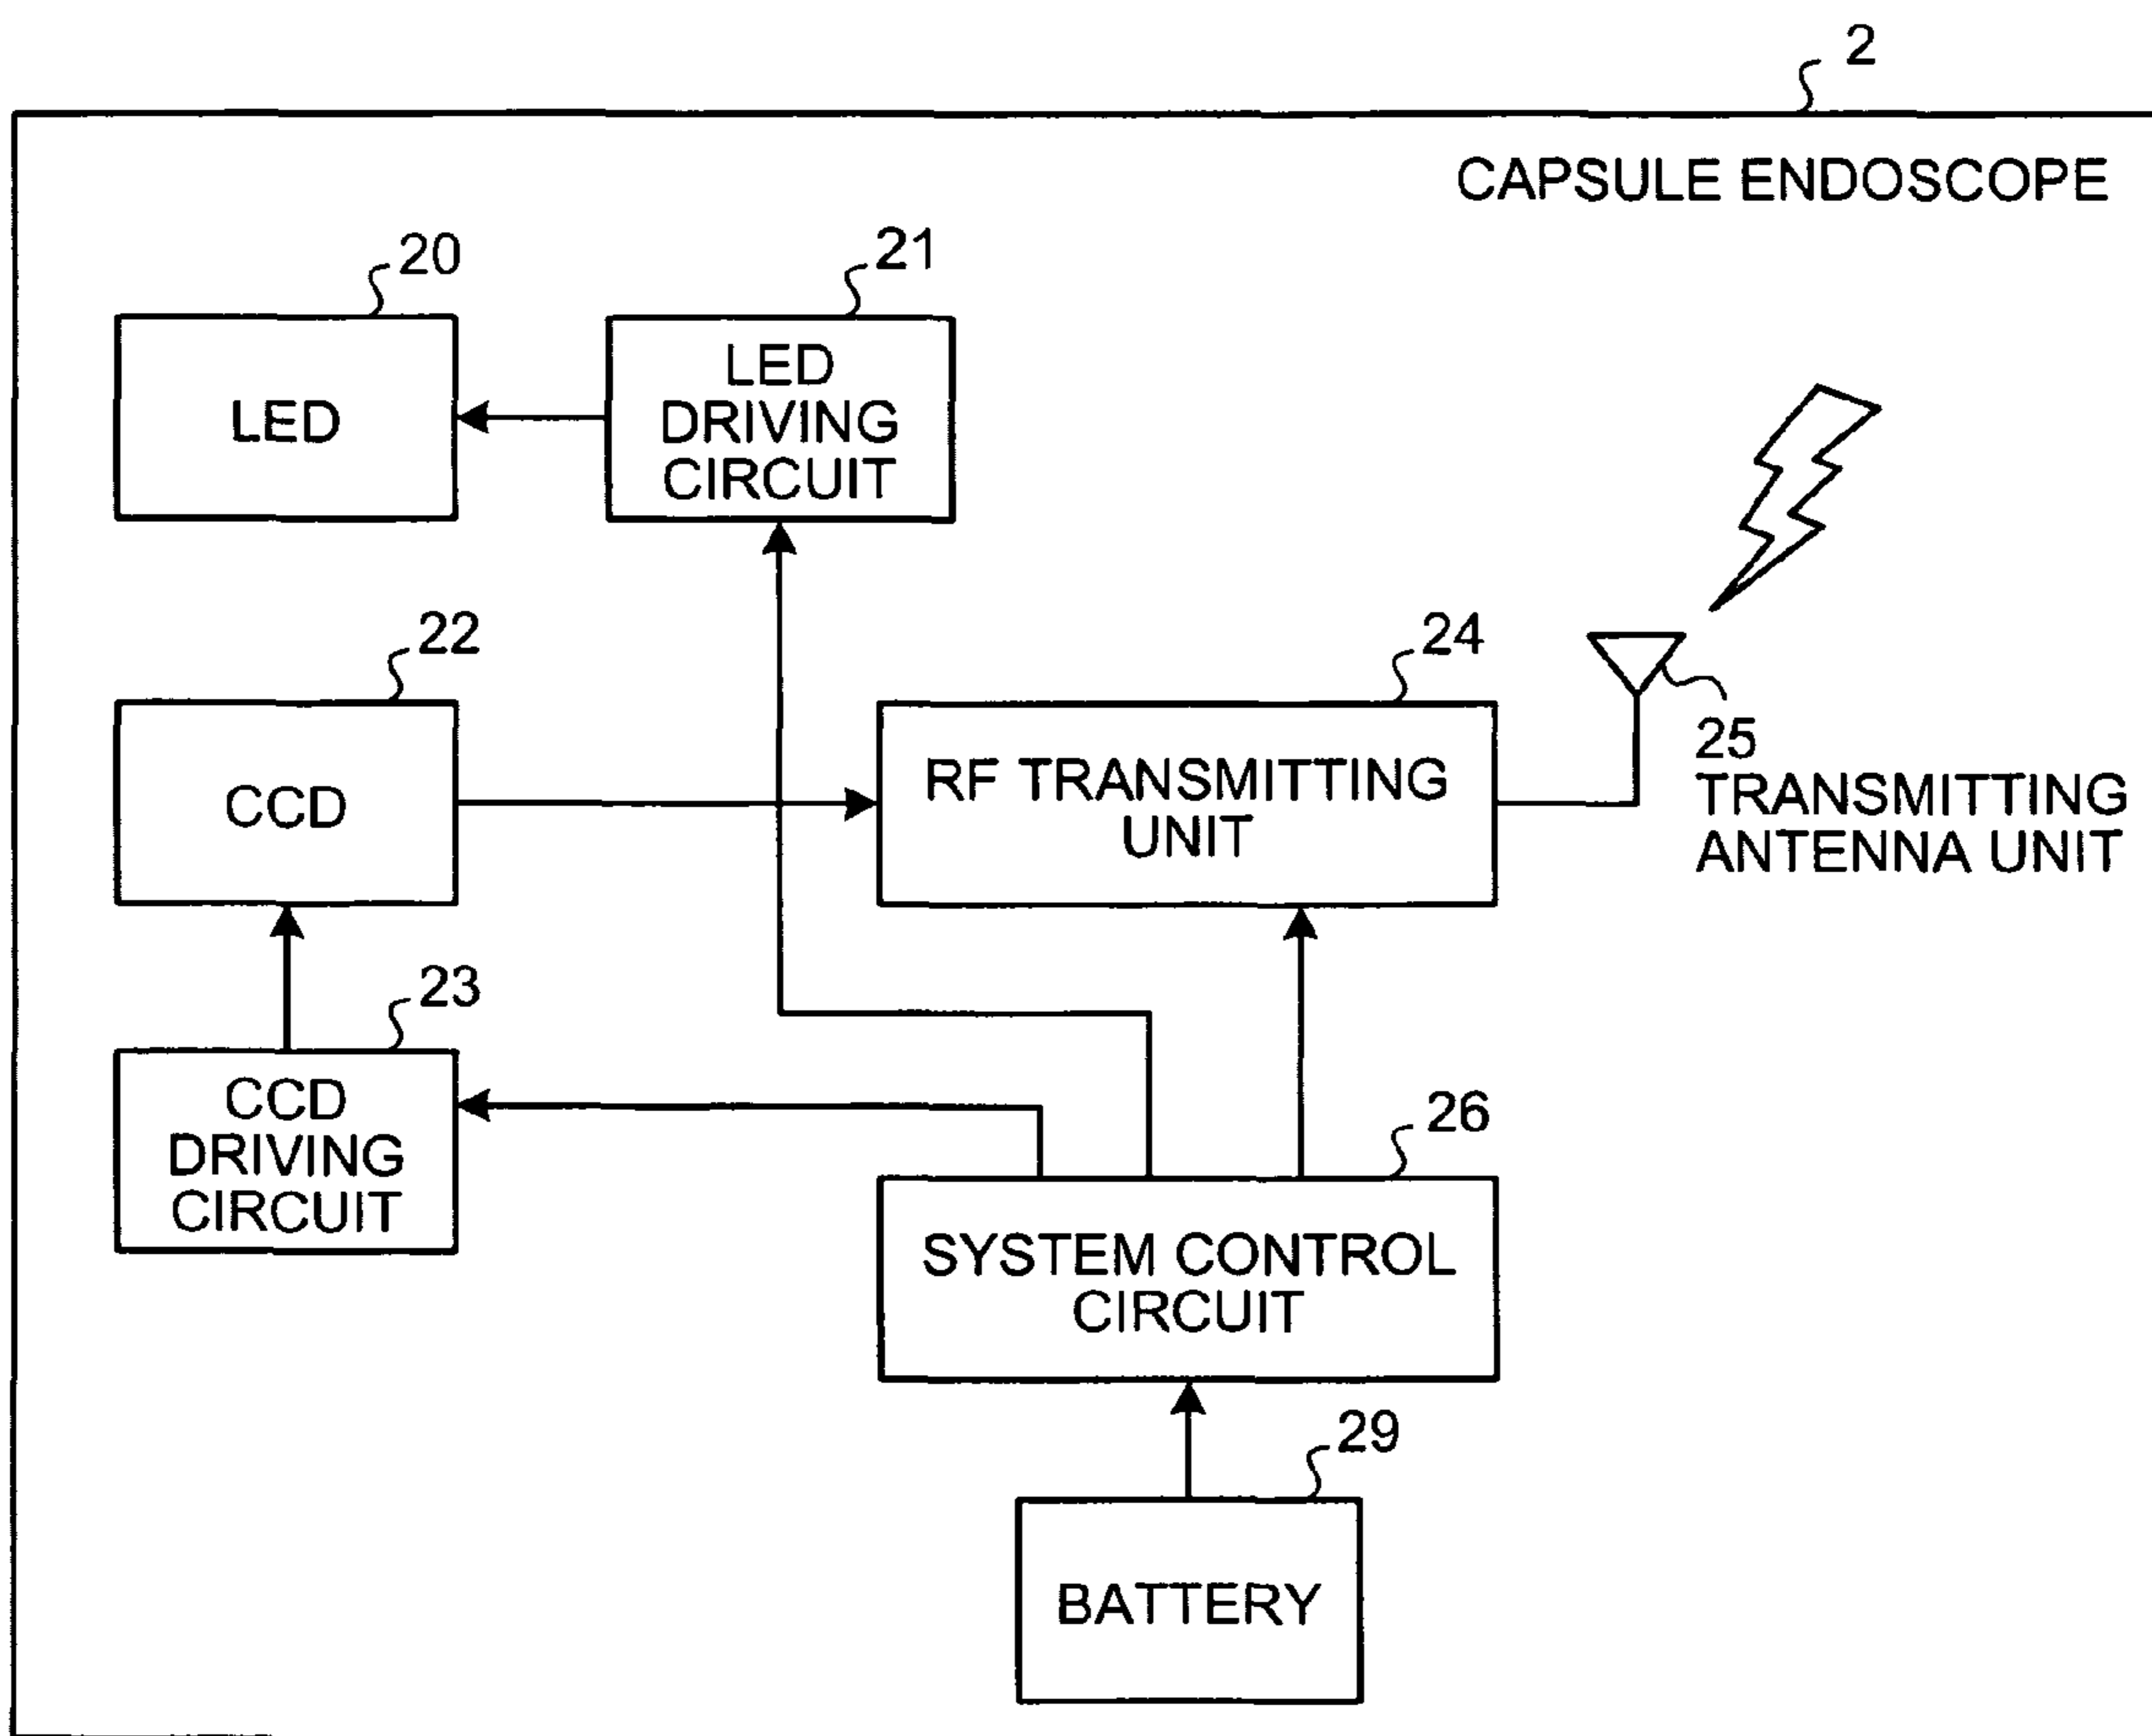 2
CAPSULE ENDOSCOPE
20
21
LED
LED
DRIVING
CIRCUIT
22
24
CCD
RF TRANSMITTING
UNIT
25
TRANSMITTING
ANTENNA UNIT
23
CCD
DRIVING
CIRCUIT
26
SYSTEM CONTROL
CIRCUIT
29
BATTERY